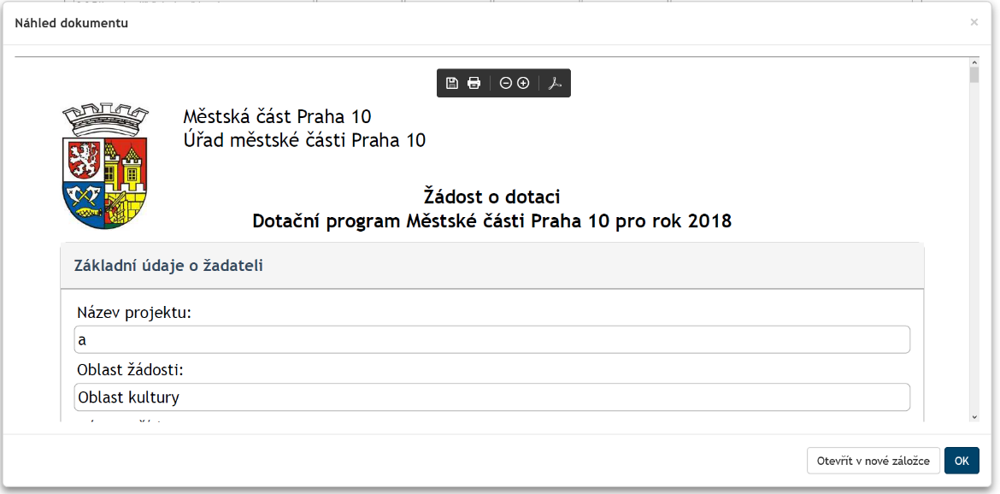 Náhled dokumentu
×
Městská část Praha 10
Úřad městské části Praha 10
Žádost o dotaci
Dotační program Městské části Praha 10 pro rok 2018
Základní údaje o žadateli
Název projektu:
a
Oblast žádosti:
Oblast kultury
Otevřít v nové záložce
OK